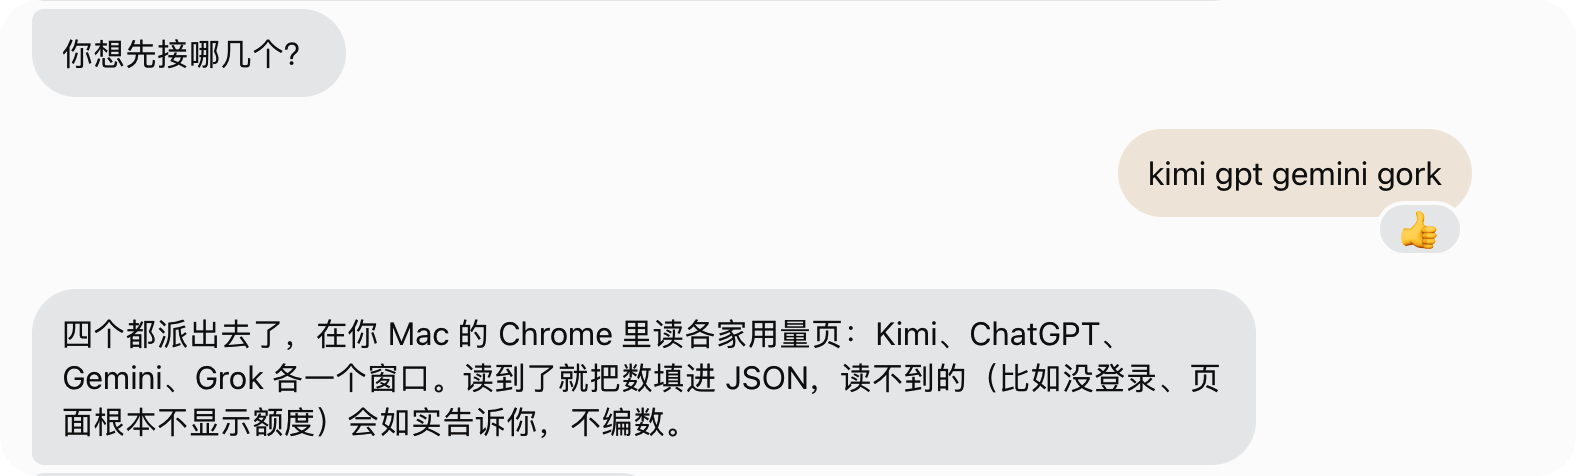 你想先接哪几个？
kimi gpt gemini gork
👍
四个都派出去了，在你 Mac 的 Chrome 里读各家用量页：Kimi、ChatGPT、
Gemini、Grok 各一个窗口。读到了就把数填进 JSON，读不到的（比如没登录、页
面根本不显示额度）会如实告诉你，不编数。